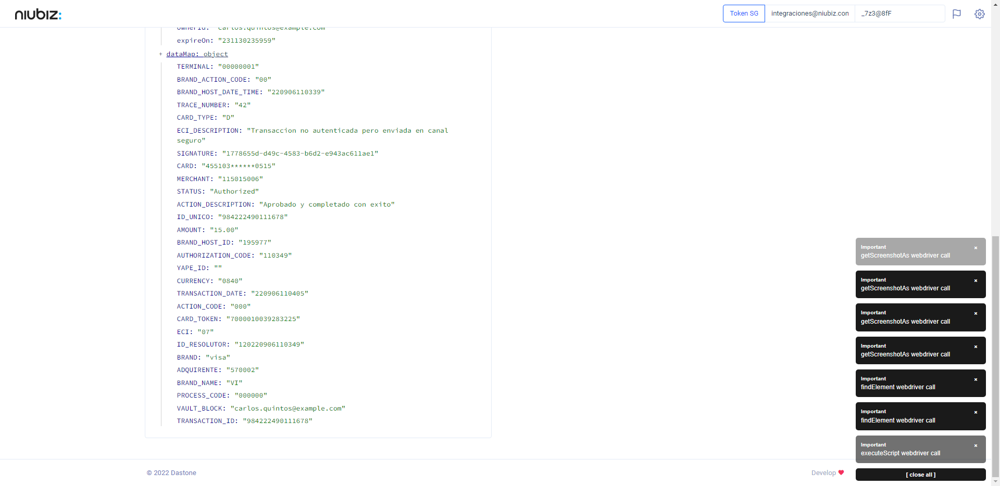 niubiz:
Token SG
integraciones@niubiz.con
_7z3@8fF
ownerId: "carlos.quintos@example.com"
expireOn: "231130235959"
+ dataMap: object
TERMINAL: "00000001"
BRAND_ACTION_CODE: "00"
BRAND_HOST_DATE_TIME: "220906110339"
TRACE_NUMBER: "42"
CARD_TYPE: "D"
ECI_DESCRIPTION: "Transaccion no autenticada pero enviada en canal
seguro"
SIGNATURE: "1778655d-d49c-4583-b6d2-e943ac611ae1"
CARD: "455103******0515"
MERCHANT: "115015006"
STATUS: "Authorized"
ACTION_DESCRIPTION: "Aprobado y completado con exito"
ID_UNICO: "984222490111678"
AMOUNT: "15.00"
BRAND_HOST_ID: "195977"
AUTHORIZATION_CODE: "110349"
YAPE_ID: ""
CURRENCY: "0840"
TRANSACTION_DATE: "220906110405"
ACTION_CODE: "000"
CARD_TOKEN: "7000010039283225"
ECI: "07"
ID_RESOLUTOR: "120220906110349"
BRAND: "visa"
ADQUIRENTE: "570002"
BRAND_NAME: "VI"
PROCESS_CODE: "000000"
VAULT_BLOCK: "carlos.quintos@example.com"
TRANSACTION_ID: "984222490111678"
Important
getScreenshotAs webdriver call
Important
getScreenshotAs webdriver call
Important
getScreenshotAs webdriver call
Important
getScreenshotAs webdriver call
Important
findElement webdriver call
Important
findElement webdriver call
Important
executeScript webdriver call
[ close all ]
© 2022 Dastone
Develop